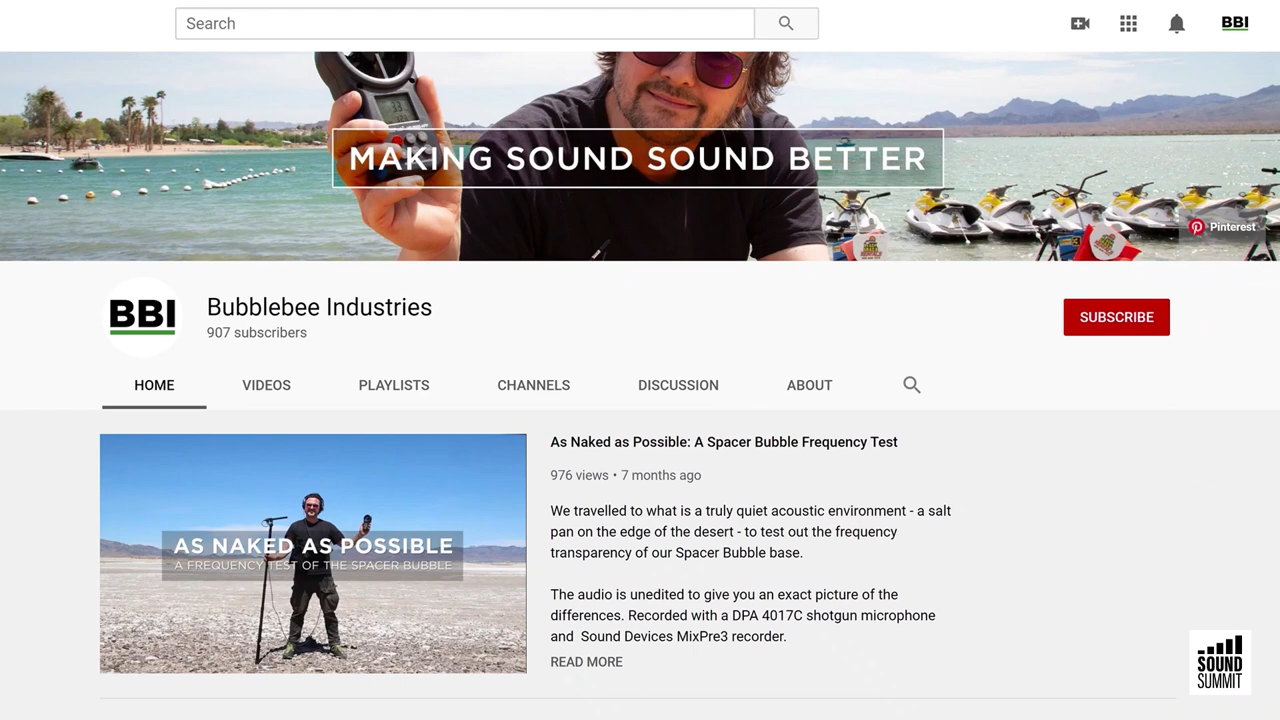 Search
BBI
MAKING SOUND SOUND BETTER
Pinterest
BBI
Bubblebee Industries
907 subscribers
SUBSCRIBE
HOME VIDEOS PLAYLISTS CHANNELS DISCUSSION ABOUT
AS NAKED AS POSSIBLE
A FREQUENCY TEST OF THE SPACER BUBBLE
As Naked as Possible: A Spacer Bubble Frequency Test
976 views • 7 months ago
We travelled to what is a truly quiet acoustic environment - a salt
pan on the edge of the desert - to test out the frequency
transparency of our Spacer Bubble base.
The audio is unedited to give you an exact picture of the
differences. Recorded with a DPA 4017C shotgun microphone
and Sound Devices MixPre3 recorder.
READ MORE
SOUND
SUMMIT